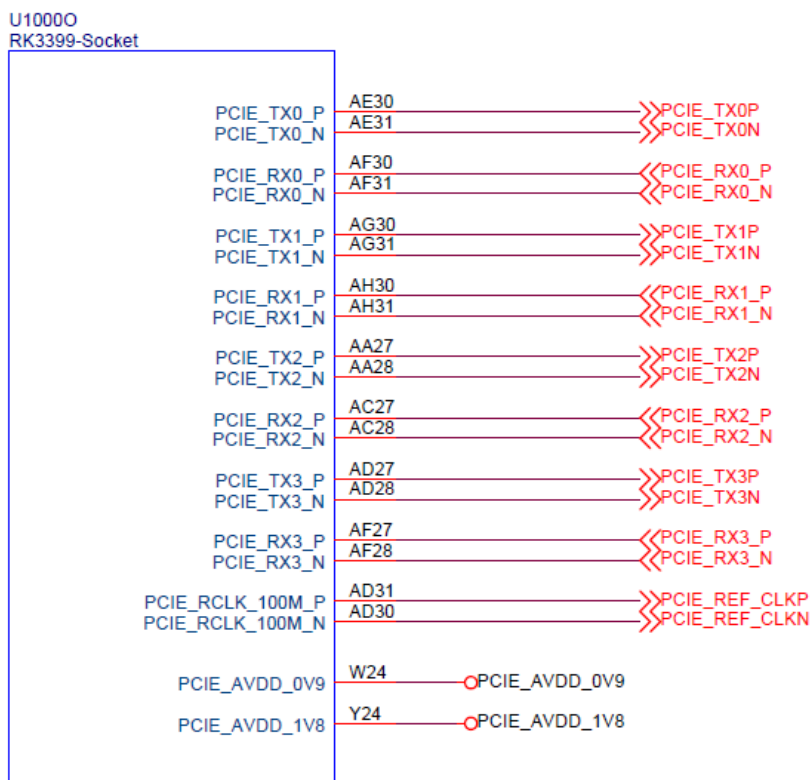 U1000O
RK3399-Socket
PCIE_TX0_P AE30 PCIE_TX0P
PCIE_TX0_N AE31 PCIE_TX0N
PCIE_RX0_P AF30 PCIE_RX0_P
PCIE_RX0_N AF31 PCIE_RX0_N
PCIE_TX1_P AG30 PCIE_TX1P
PCIE_TX1_N AG31 PCIE_TX1N
PCIE_RX1_P AH30 PCIE_RX1_P
PCIE_RX1_N AH31 PCIE_RX1_N
PCIE_TX2_P AA27 PCIE_TX2P
PCIE_TX2_N AA28 PCIE_TX2N
PCIE_RX2_P AC27 PCIE_RX2_P
PCIE_RX2_N AC28 PCIE_RX2_N
PCIE_TX3_P AD27 PCIE_TX3P
PCIE_TX3_N AD28 PCIE_TX3N
PCIE_RX3_P AF27 PCIE_RX3_P
PCIE_RX3_N AF28 PCIE_RX3_N
PCIE_RCLK_100M_P AD31 PCIE_REF_CLKP
PCIE_RCLK_100M_N AD30 PCIE_REF_CLKN
PCIE_AVDD_0V9 W24 PCIE_AVDD_0V9
PCIE_AVDD_1V8 Y24 PCIE_AVDD_1V8